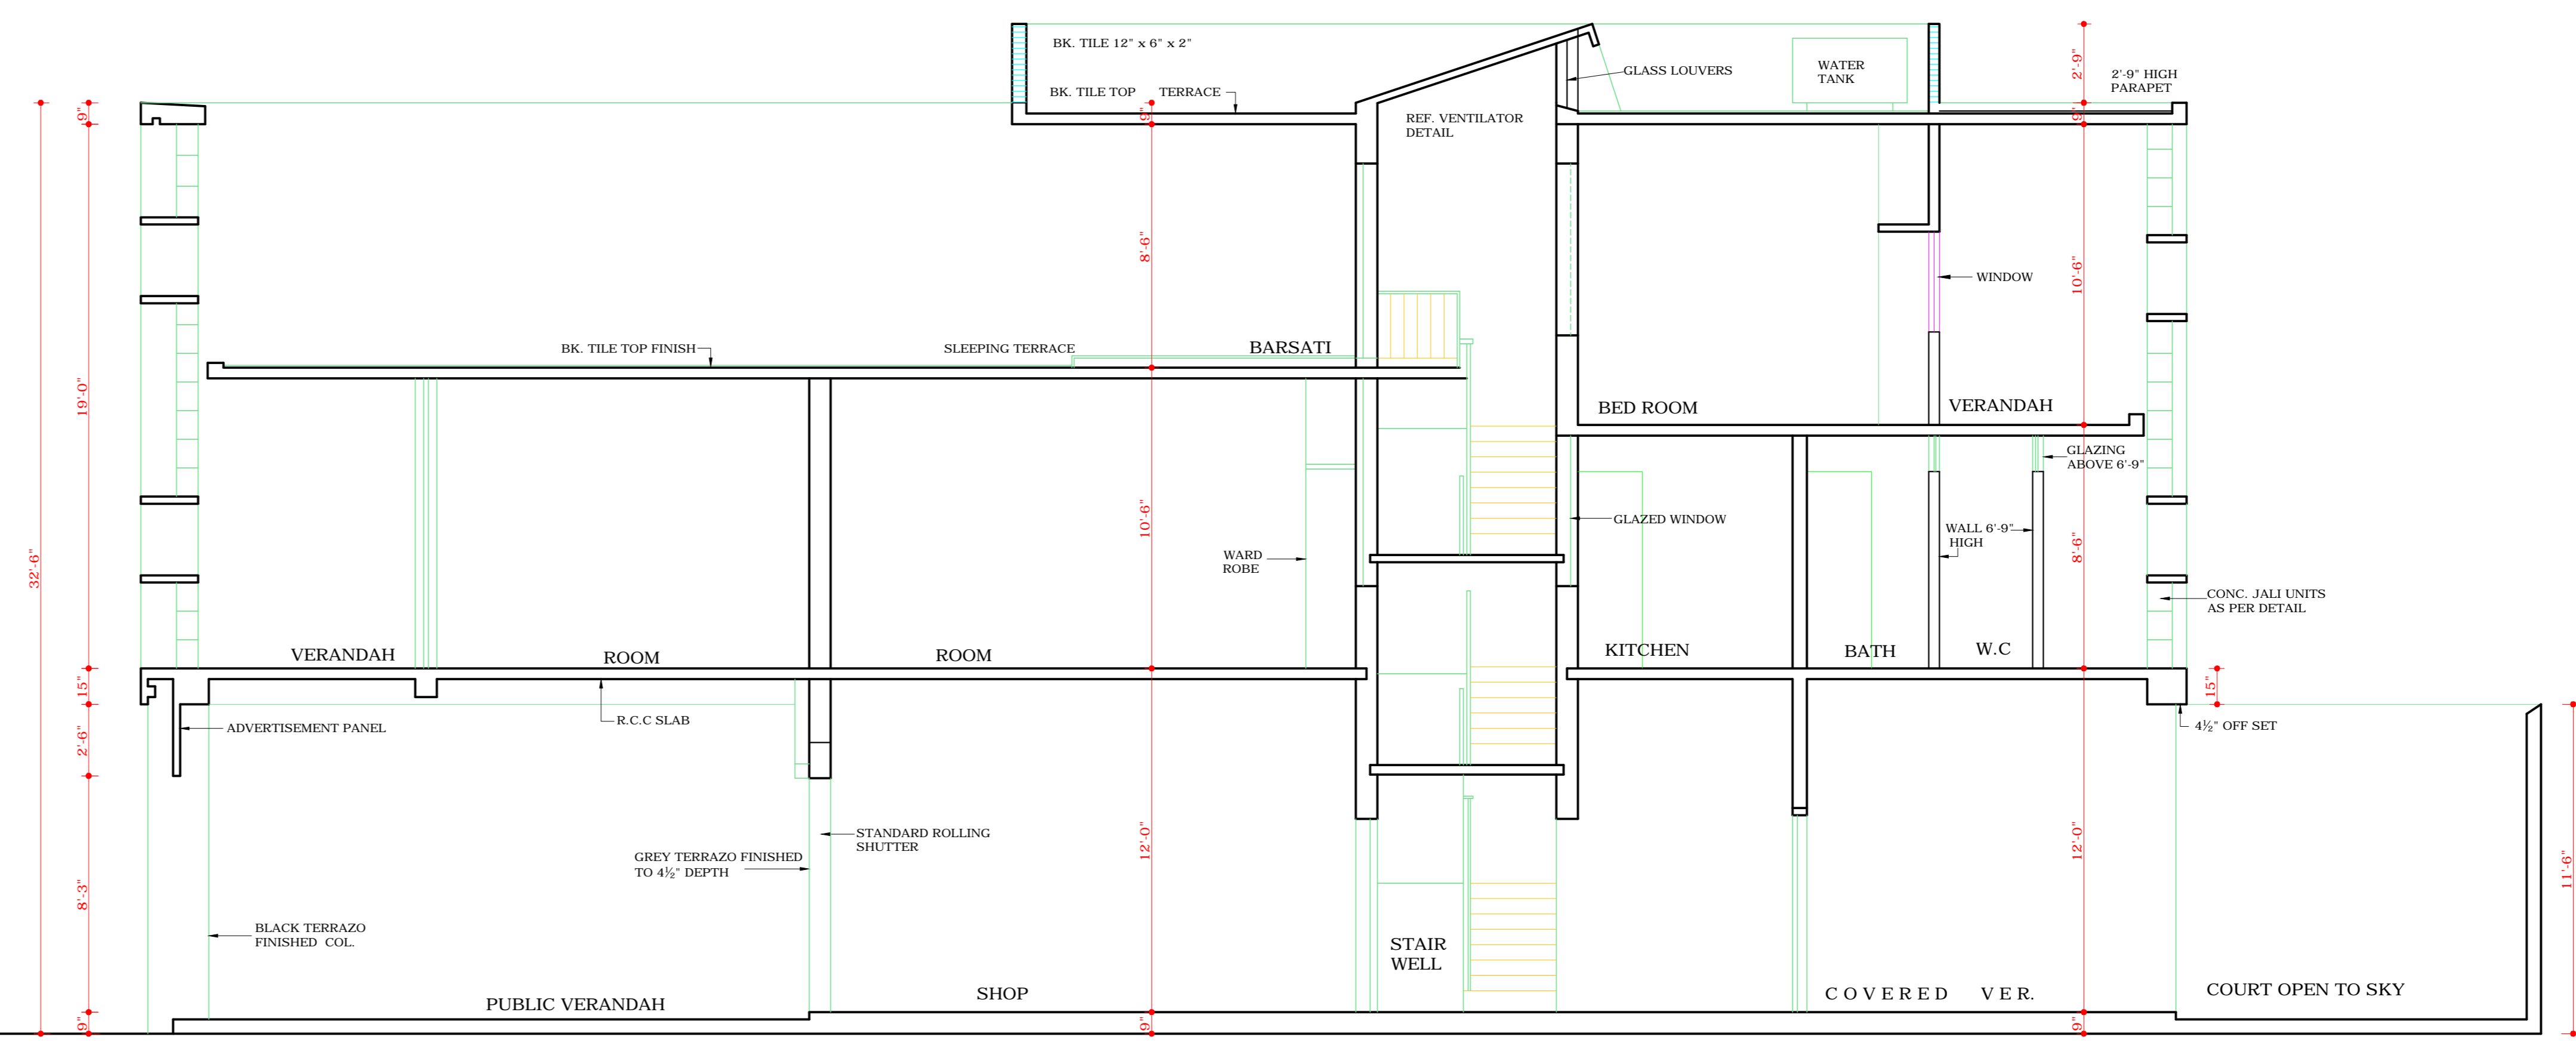 BK. TILE 12" x 6" x 2"
BK. TILE TOP TERRACE
REF. VENTILATOR
DETAIL
GLASS LOUVERS
WATER
TANK
2'-9" HIGH
PARAPET
2'-9"
9"
9"
9"
8'-6"
10'-6"
WINDOW
BK. TILE TOP FINISH
SLEEPING TERRACE
BARSATI
BED ROOM
VERANDAH
19'-0"
32'-6"
10'-6"
GLAZING
ABOVE 6'-9"
GLAZED WINDOW
WALL 6'-9"
HIGH
8'-6"
WARD
ROBE
CONC. JALI UNITS
AS PER DETAIL
VERANDAH
ROOM
ROOM
KITCHEN
BATH
W.C
15"
15"
ADVERTISEMENT PANEL
R.C.C SLAB
4½" OFF SET
2'-6"
STANDARD ROLLING
SHUTTER
GREY TERRAZO FINISHED
TO 4½" DEPTH
12'-0"
12'-0"
11'-6"
8'-3"
BLACK TERRAZO
FINISHED COL.
STAIR
WELL
PUBLIC VERANDAH
SHOP
COVERED VER.
COURT OPEN TO SKY
9"
9"
9"